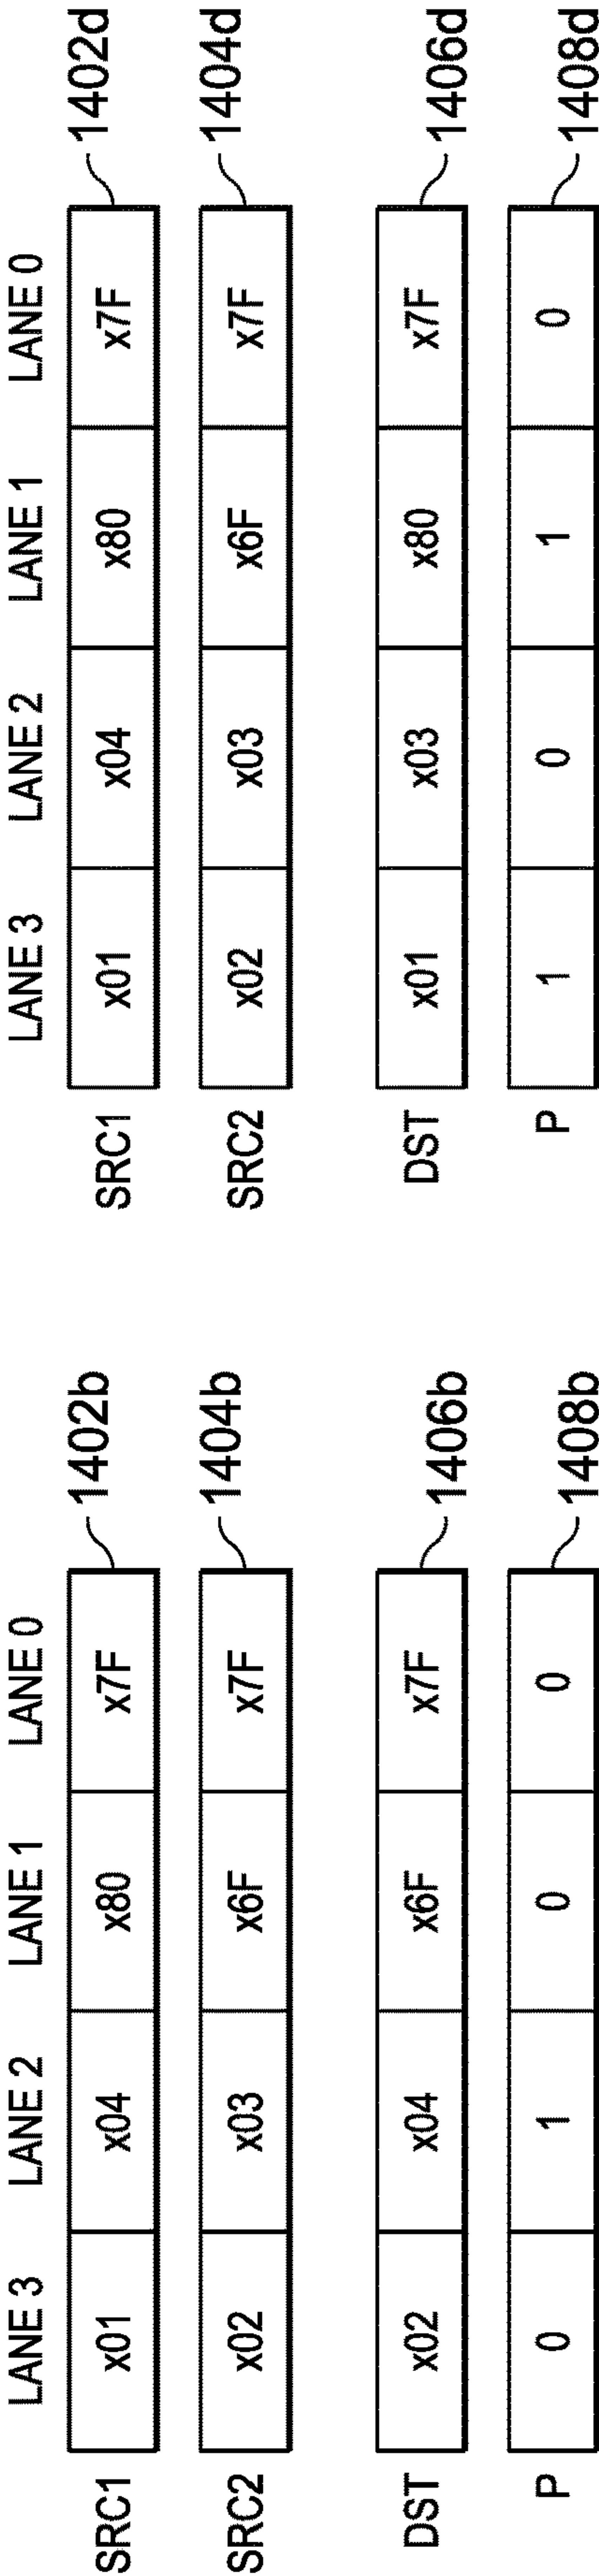 LANE 3 LANE 2 LANE 1 LANE 0
SRC1 x01 x04 x80 x7F 1402b
SRC2 x02 x03 x6F x7F 1404b
DST x02 x04 x6F x7F 1406b
P 0 1 0 0 1408b
LANE 3 LANE 2 LANE 1 LANE 0
SRC1 x01 x04 x80 x7F 1402d
SRC2 x02 x03 x6F x7F 1404d
DST x01 x03 x80 x7F 1406d
P 1 0 1 0 1408d